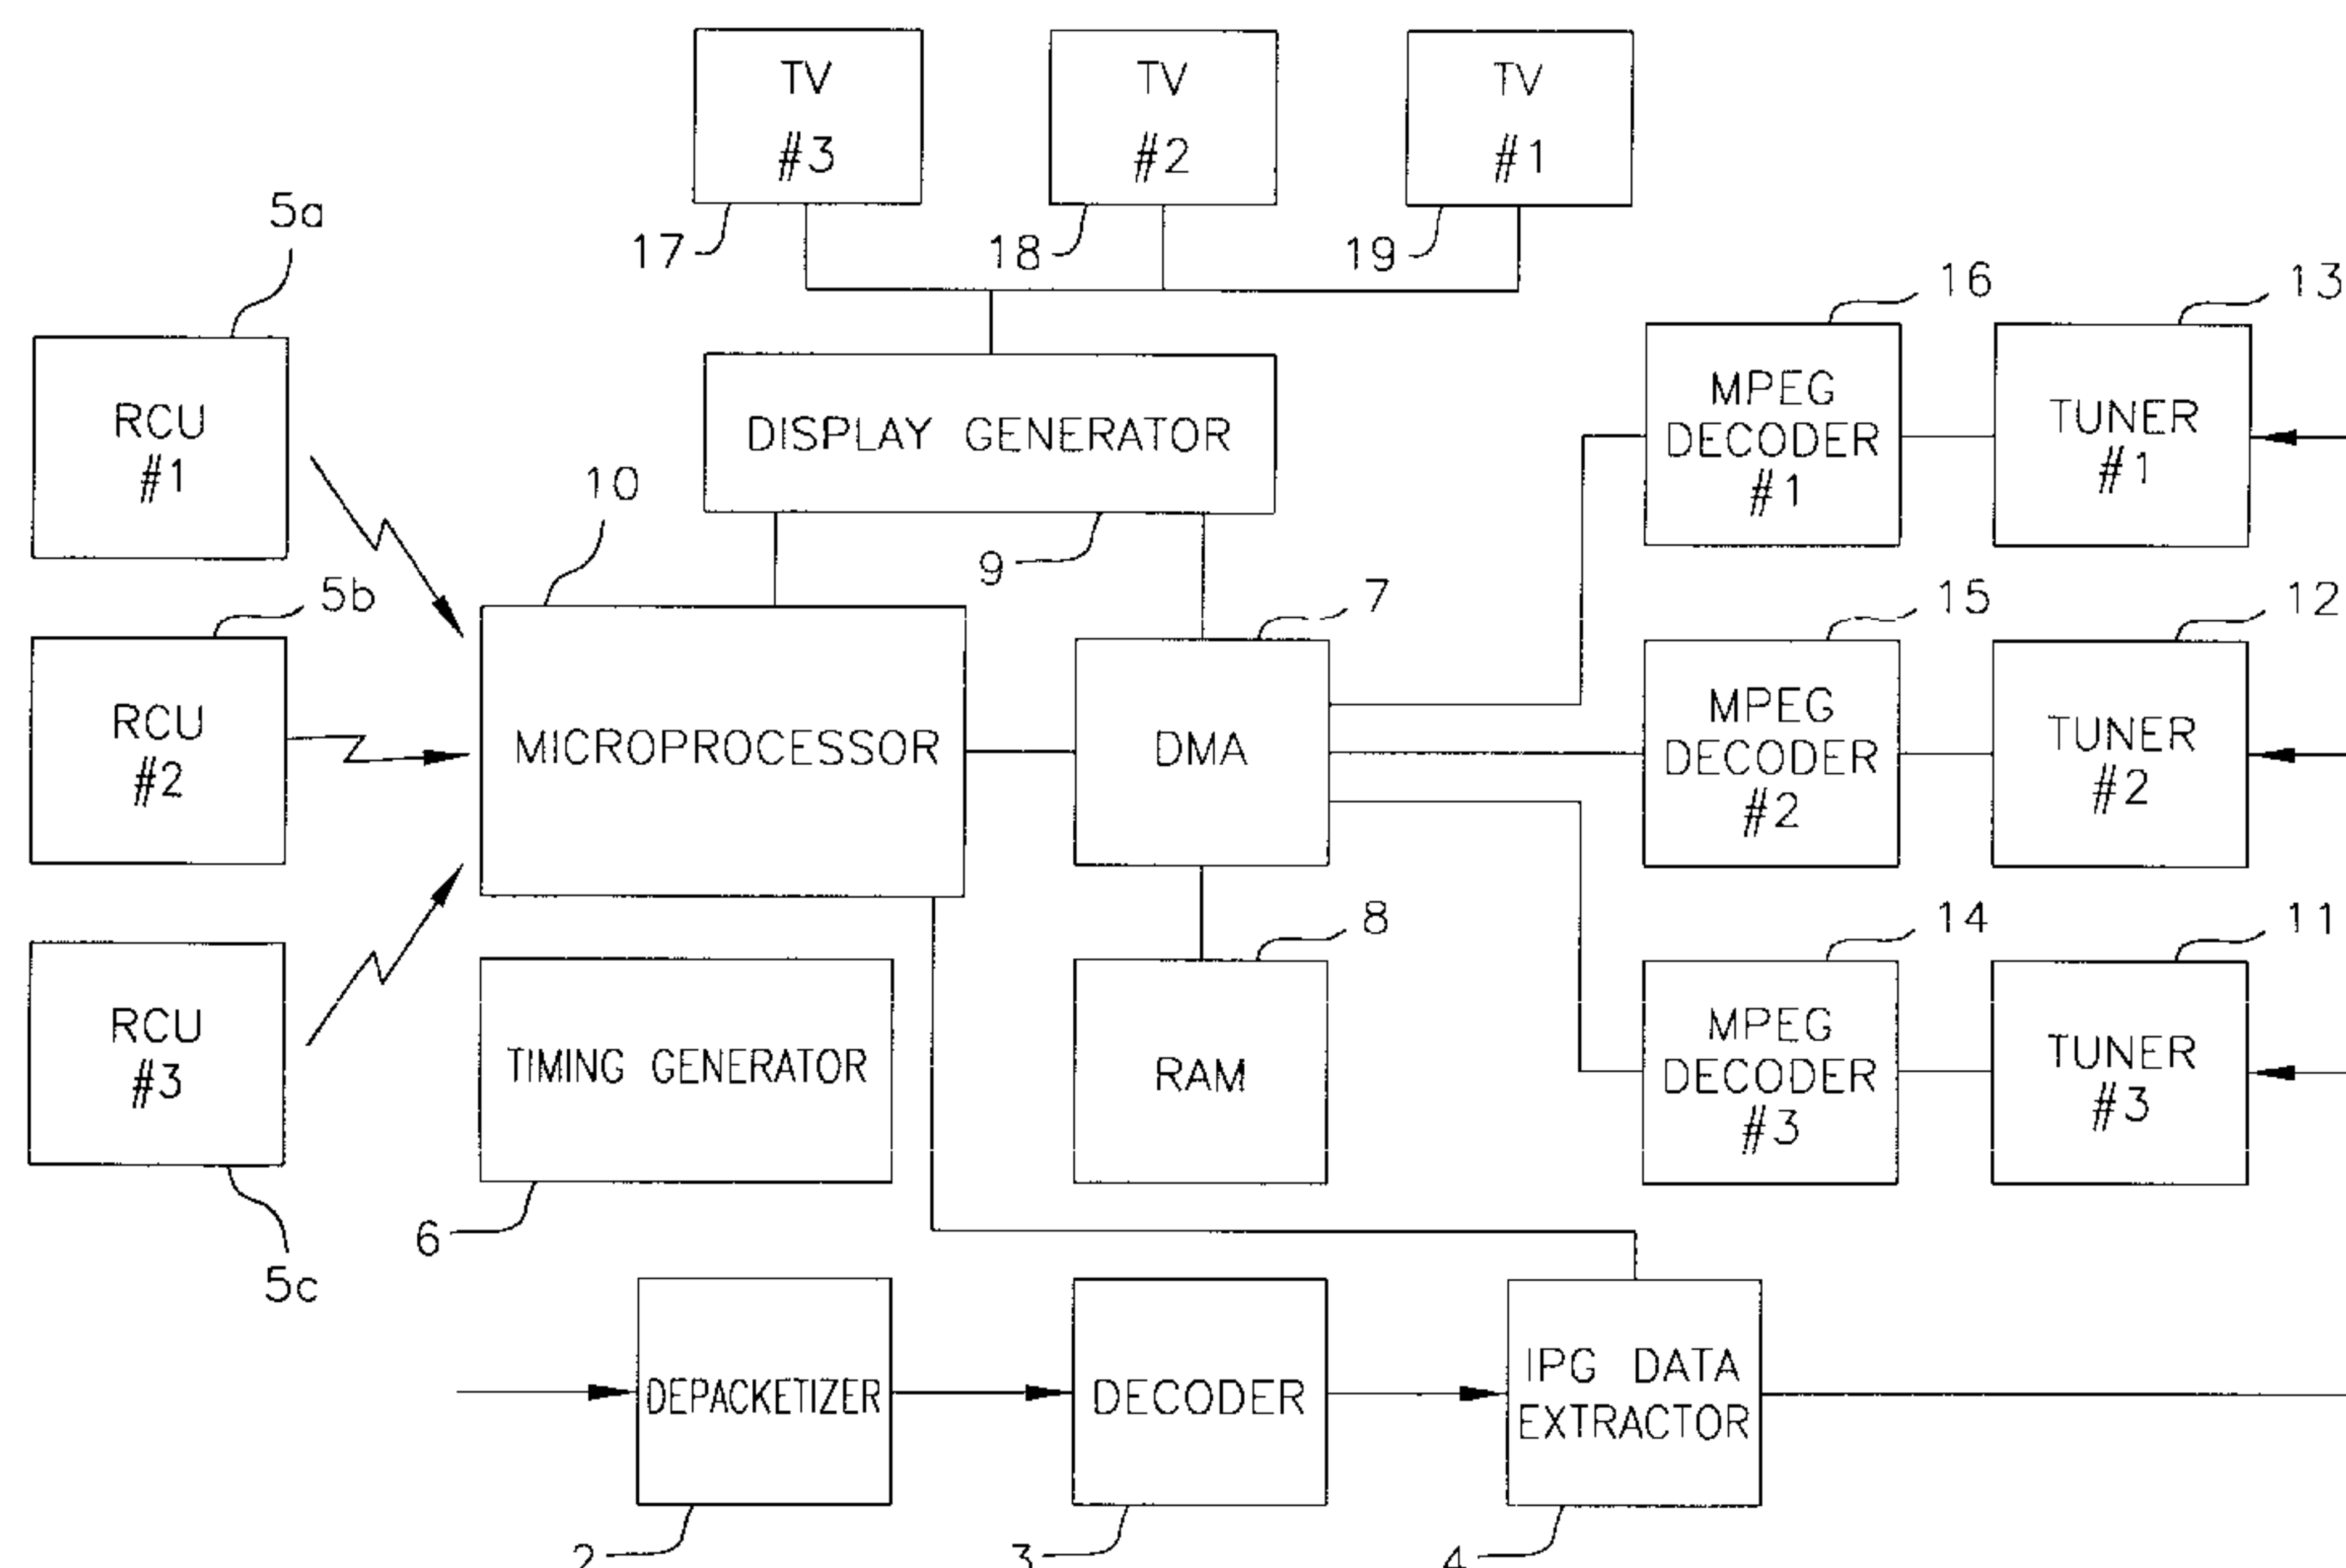 TV
#3
TV
#2
TV
#1
17
18
19
5a
16
13
RCU
#1
DISPLAY GENERATOR
MPEG
DECODER
#1
TUNER
#1
10
9
5b
7
15
12
RCU
#2
MICROPROCESSOR
DMA
MPEG
DECODER
#2
TUNER
#2
8
14
11
RCU
#3
TIMING GENERATOR
RAM
MPEG
DECODER
#3
TUNER
#3
6
5c
DEPACKETIZER
DECODER
IPG DATA
EXTRACTOR
2
3
4